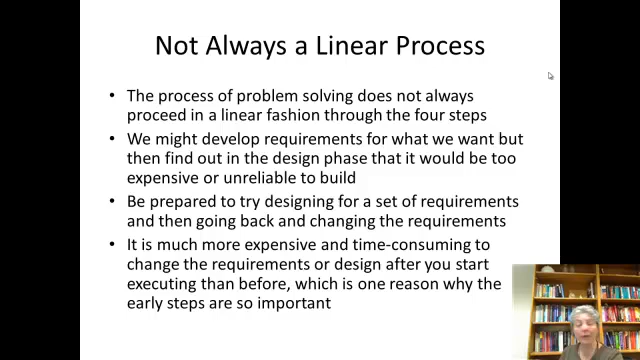 Not Always a Linear Process
• The process of problem solving does not always
proceed in a linear fashion through the four steps
• We might develop requirements for what we want but
then find out in the design phase that it would be too
expensive or unreliable to build
• Be prepared to try designing for a set of requirements
and then going back and changing the requirements
• It is much more expensive and time-consuming to
change the requirements or design after you start
executing than before, which is one reason why the
early steps are so important